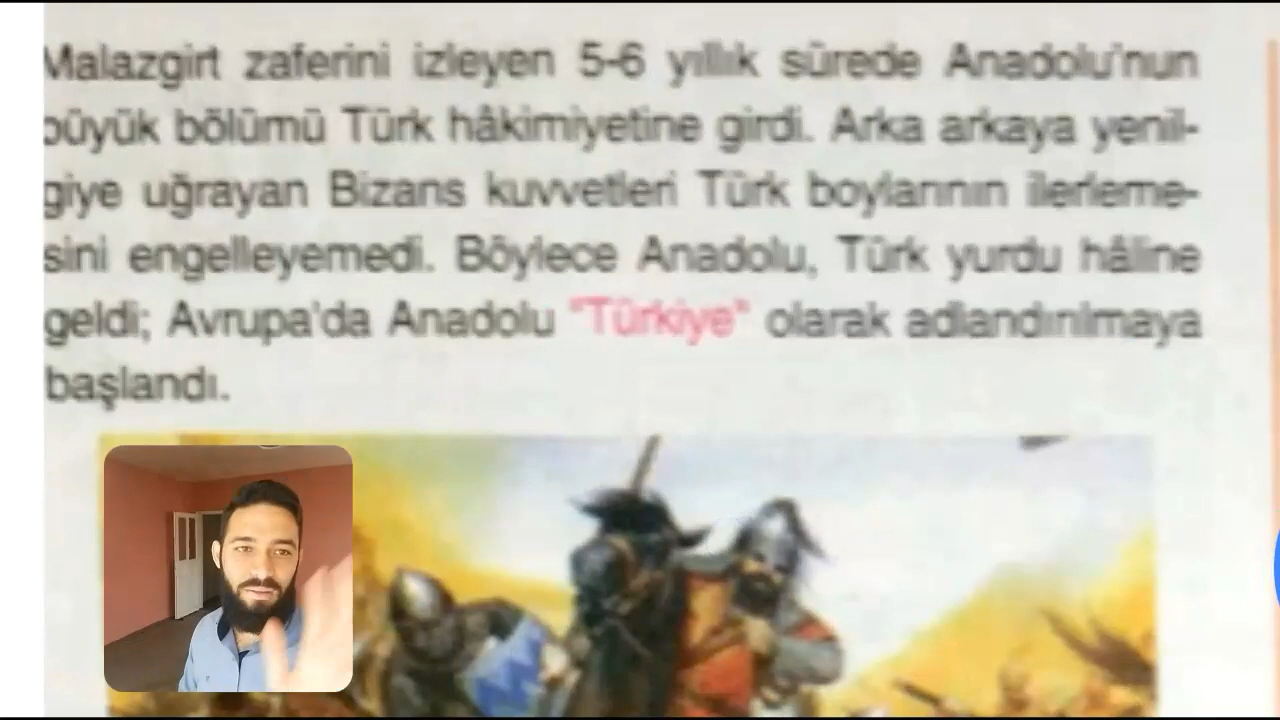 Malazgirt zaferini izleyen 5-6 yıllık sürede Anadolu'nun
büyük bölümü Türk hâkimiyetine girdi. Arka arkaya yenil-
giye uğrayan Bizans kuvvetleri Türk boylarının ilerleme-
sini engelleyemedi. Böylece Anadolu, Türk yurdu hâline
geldi; Avrupa'da Anadolu "Türkiye" olarak adlandırılmaya
başlandı.